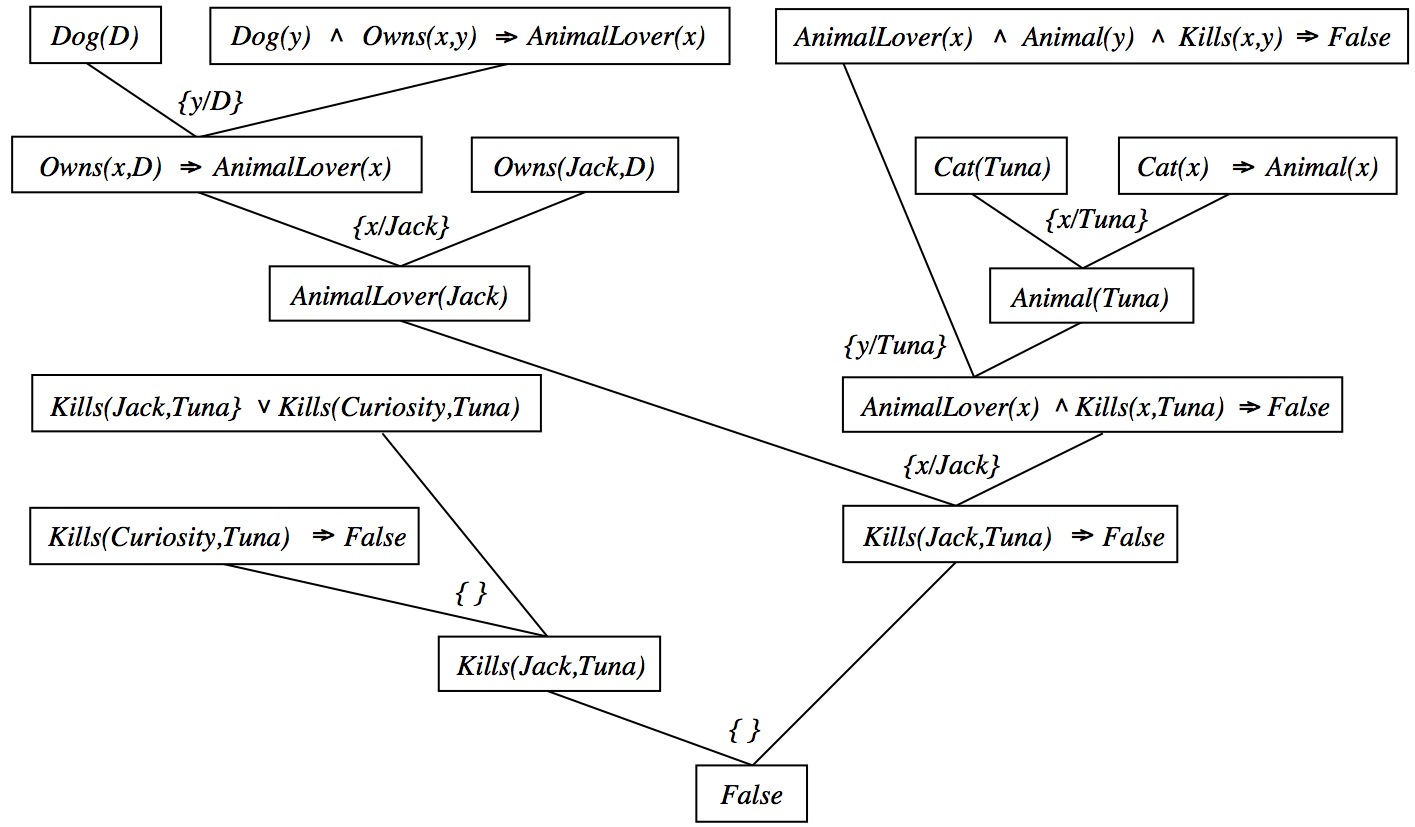 Dog(D)
Dog(y) ∧ Owns(x,y) ⇒ AnimalLover(x)
AnimalLover(x) ∧ Animal(y) ∧ Kills(x,y) ⇒ False
{y/D}
Owns(x,D) ⇒ AnimalLover(x)
Owns(Jack,D)
Cat(Tuna)
Cat(x) ⇒ Animal(x)
{x/Jack}
{x/Tuna}
AnimalLover(Jack)
Animal(Tuna)
{y/Tuna}
Kills(Jack,Tuna} ∨ Kills(Curiosity,Tuna)
AnimalLover(x) ∧ Kills(x,Tuna) ⇒ False
{x/Jack}
Kills(Curiosity,Tuna) ⇒ False
Kills(Jack,Tuna) ⇒ False
{ }
Kills(Jack,Tuna)
{ }
False